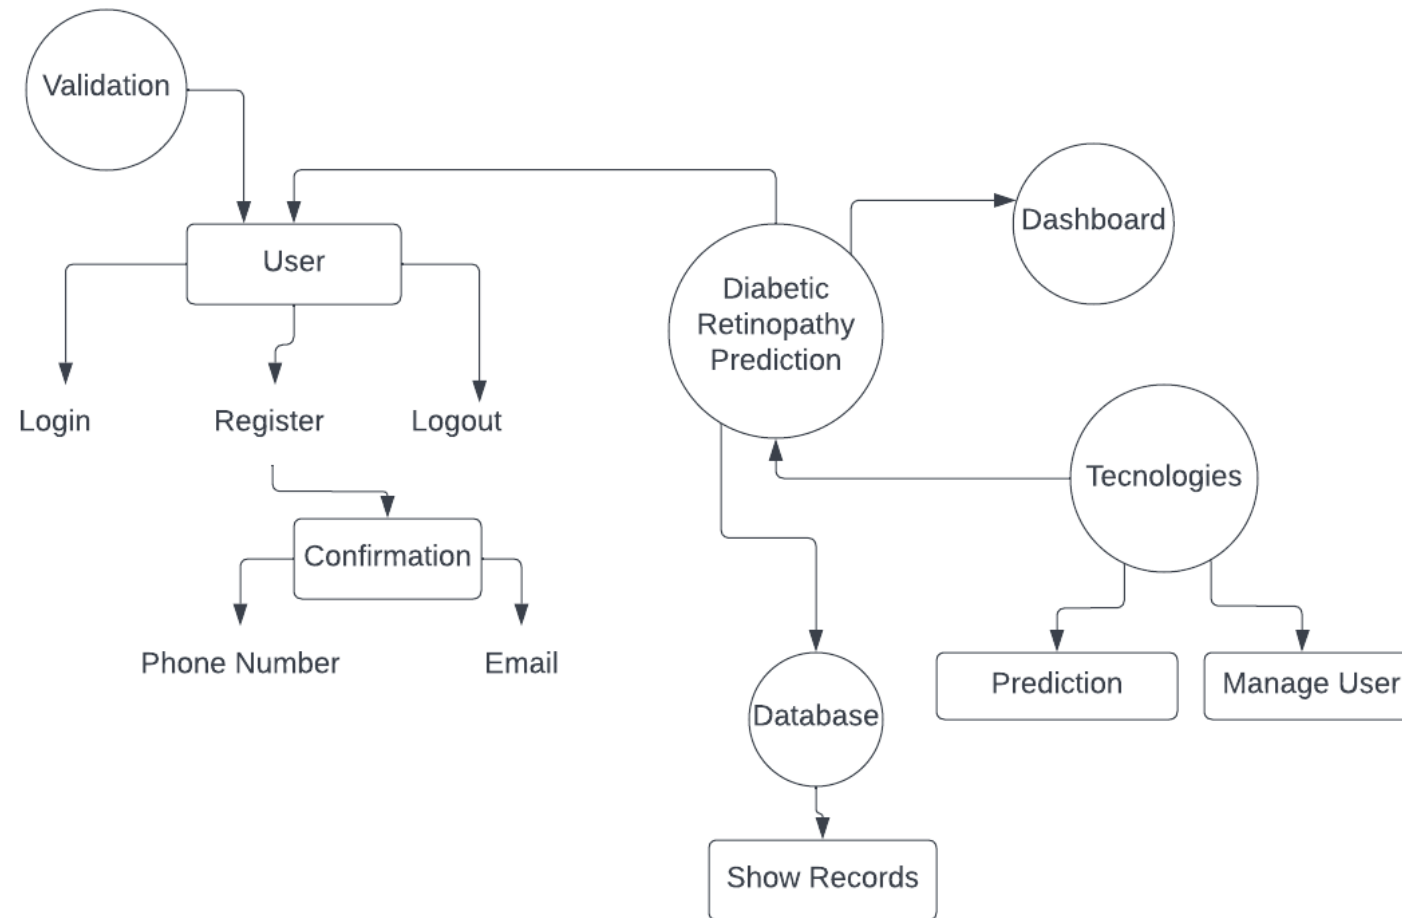 Validation
Dashboard
User
Diabetic
Retinopathy
Prediction
Login
Register
Logout
Tecnologies
Confirmation
Phone Number
Email
Prediction
Manage User
Database
Show Records